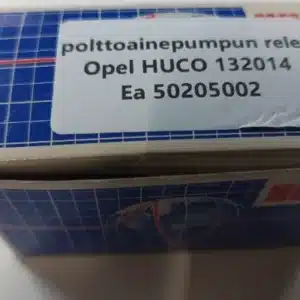 polttoainepumpun rele
Opel HUCO 132014
Ea 50205002